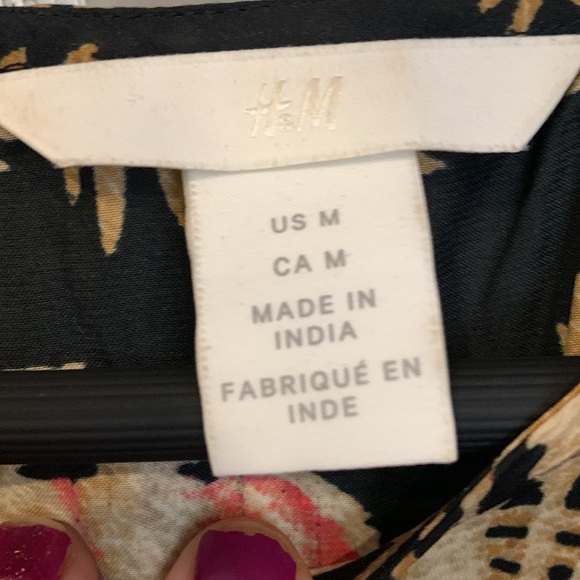 H&M
US M
CA M
MADE IN
INDIA
FABRIQUÉ EN
INDE